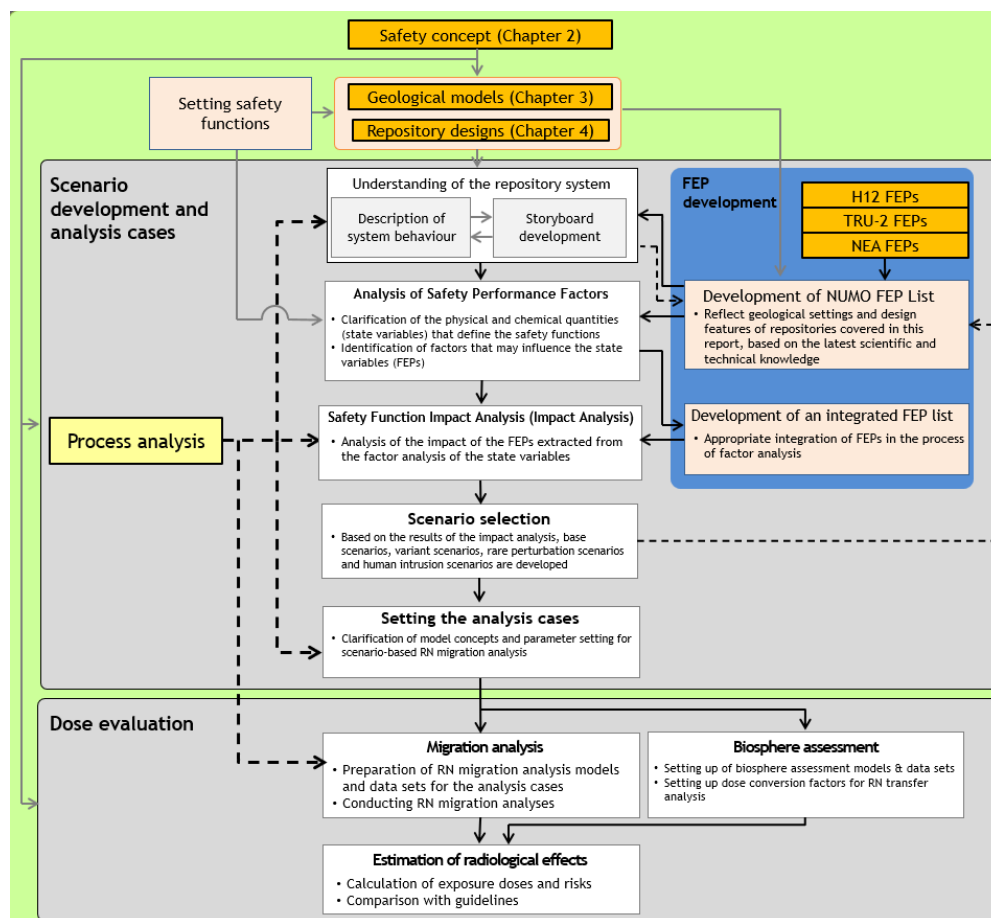 Safety concept (Chapter 2)
Setting safety
functions
Geological models (Chapter 3)
Repository designs (Chapter 4)
Scenario
development and
analysis cases
Understanding of the repository system
Description of
system behaviour
Storyboard
development
FEP
development
H12 FEPs
TRU-2 FEPs
NEA FEPs
Analysis of Safety Performance Factors
• Clarification of the physical and chemical quantities
(state variables) that define the safety functions
• Identification of factors that may influence the state
variables (FEPs)
Development of NUMO FEP List
• Reflect geological settings and design
features of repositories covered in this
report, based on the latest scientific and
technical knowledge
Process analysis
Safety Function Impact Analysis (Impact Analysis)
• Analysis of the impact of the FEPs extracted from
the factor analysis of the state variables
Development of an integrated FEP list
• Appropriate integration of FEPs in the process
of factor analysis
Scenario selection
• Based on the results of the impact analysis, base
scenarios, variant scenarios, rare perturbation scenarios
and human intrusion scenarios are developed
Setting the analysis cases
• Clarification of model concepts and parameter setting for
scenario-based RN migration analysis
Dose evaluation
Migration analysis
• Preparation of RN migration analysis models
and data sets for the analysis cases
• Conducting RN migration analyses
Biosphere assessment
• Setting up of biosphere assessment models & data sets
• Setting up dose conversion factors for RN transfer
analysis
Estimation of radiological effects
• Calculation of exposure doses and risks
• Comparison with guidelines